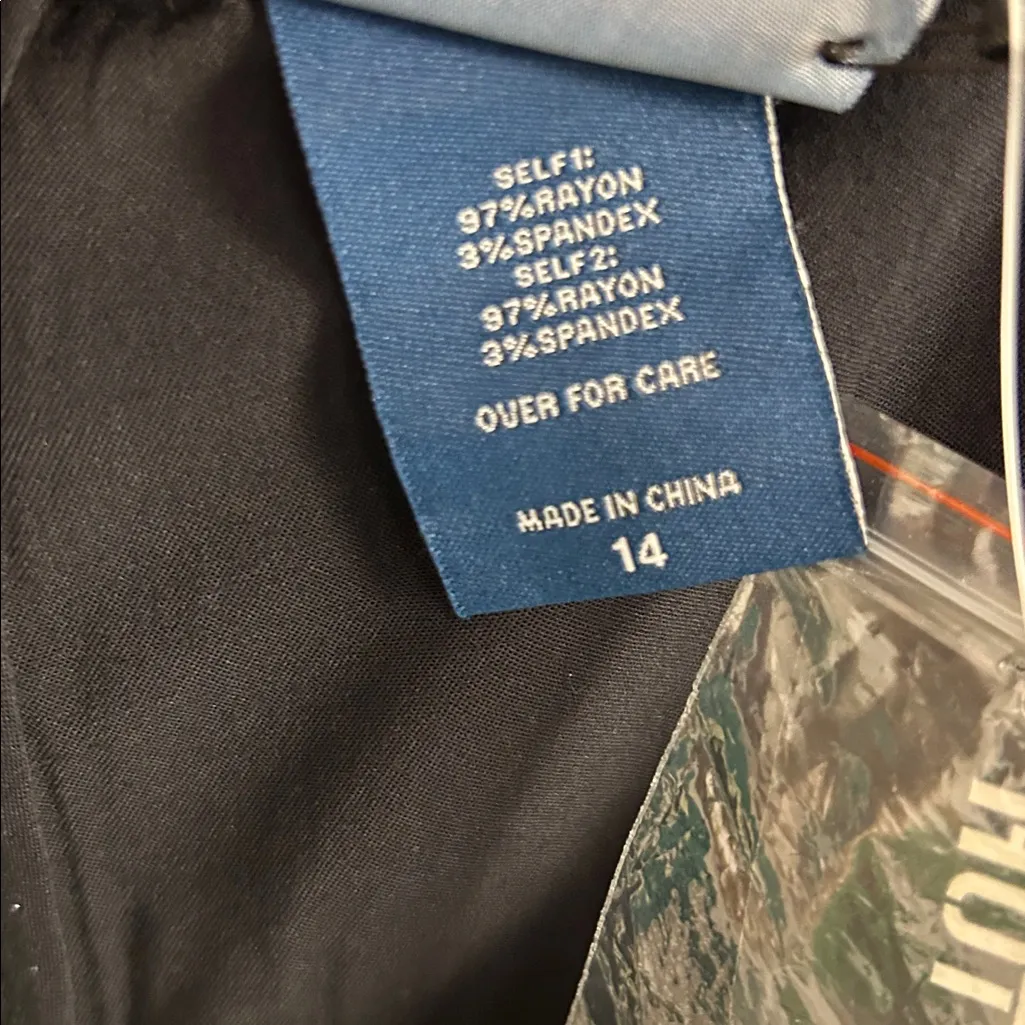 SELF1:
97%RAYON
3%SPANDEX
SELF2:
97%RAYON
3%SPANDEX
OVER FOR CARE
MADE IN CHINA
14